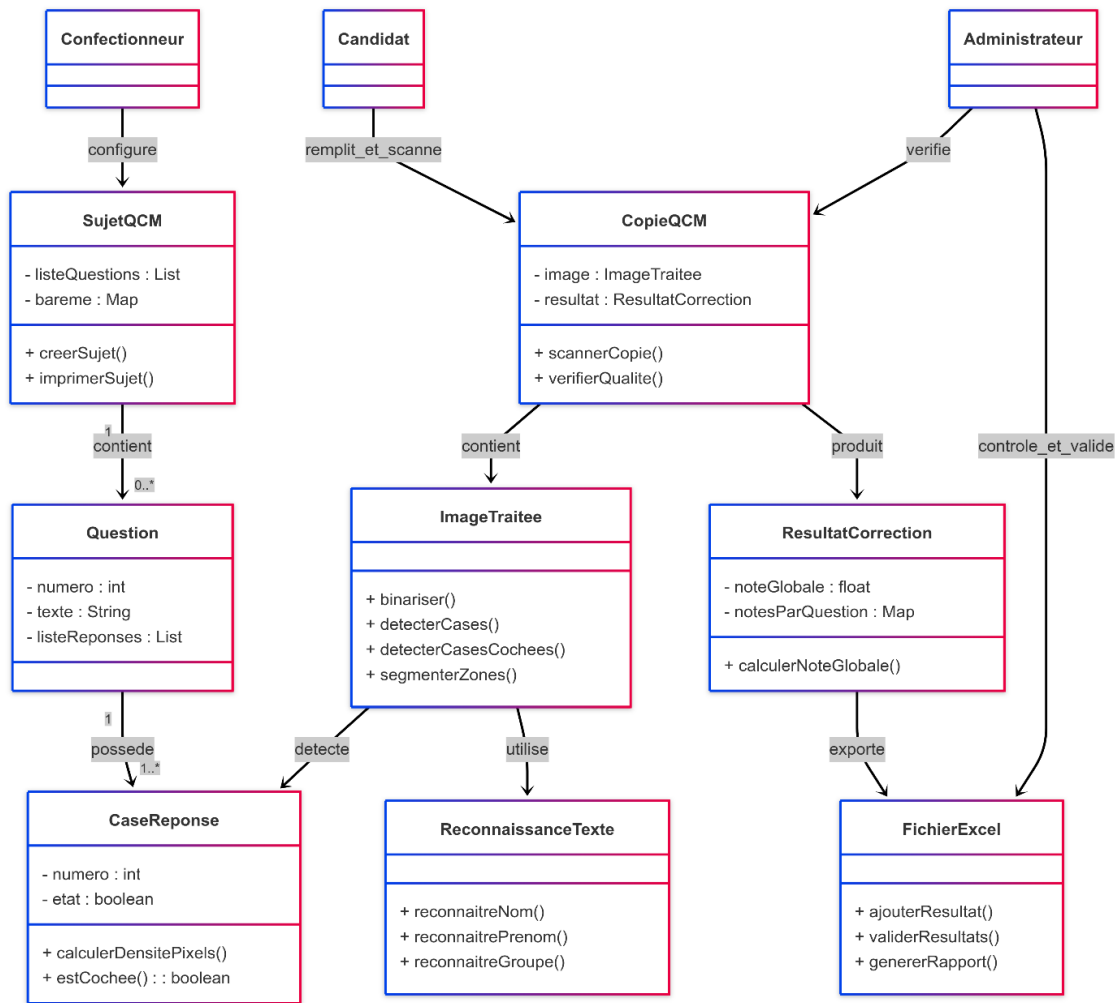 Confectionneur
Candidat
Administrateur
configure
remplit_et_scanne
verifie
SujetQCM
- listeQuestions : List
- bareme : Map
+ creerSujet()
+ imprimerSujet()
CopieQCM
- image : ImageTraitee
- resultat : ResultatCorrection
+ scannerCopie()
+ verifierQualite()
1
contient
0..*
contient
produit
controle_et_valide
Question
- numero : int
- texte : String
- listeReponses : List
ImageTraitee
+ binariser()
+ detecterCases()
+ detecterCasesCochees()
+ segmenterZones()
ResultatCorrection
- noteGlobale : float
- notesParQuestion : Map
+ calculerNoteGlobale()
1
possede
1..*
detecte
utilise
exporte
CaseReponse
- numero : int
- etat : boolean
+ calculerDensitePixels()
+ estCochee() : : boolean
ReconnaissanceTexte
+ reconnaitreNom()
+ reconnaitrePrenom()
+ reconnaitreGroupe()
FichierExcel
+ ajouterResultat()
+ validerResultats()
+ genererRapport()